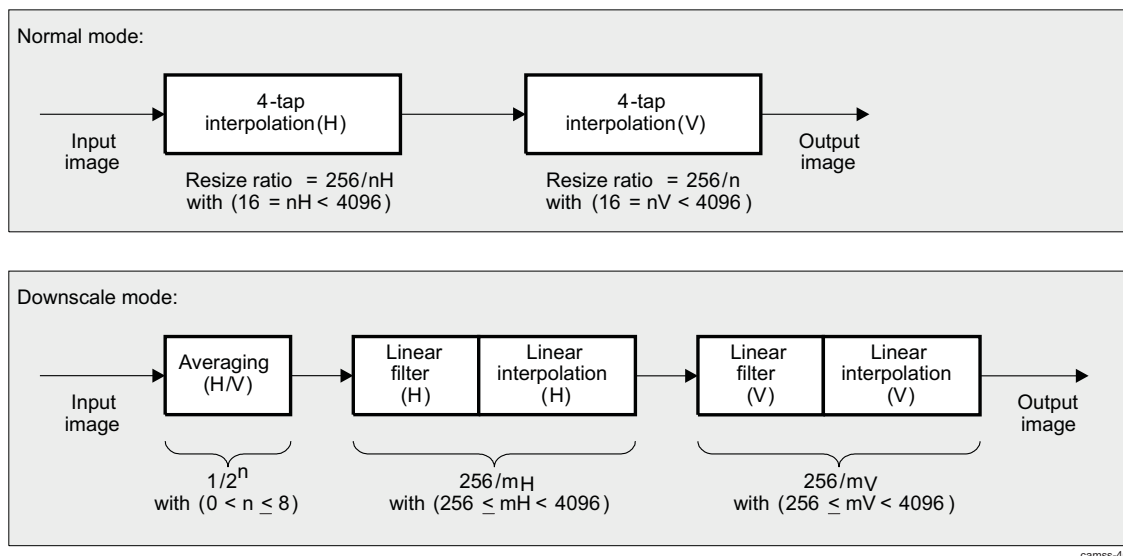 Normal mode:
4-tap
interpolation(H)
4-tap
interpolation(V)
Input
image
Output
image
Resize ratio = 256/nH
with (16 = nH < 4096)
Resize ratio = 256/n
with (16 = nV < 4096)
Downscale mode:
Averaging
(H/V)
Linear
filter
(H)
Linear
interpolation
(H)
Linear
filter
(V)
Linear
interpolation
(V)
Input
image
Output
image
1/2ⁿ
with (0 < n ≤ 8)
256/mH
with (256 ≤ mH < 4096)
256/mV
with (256 ≤ mV < 4096)